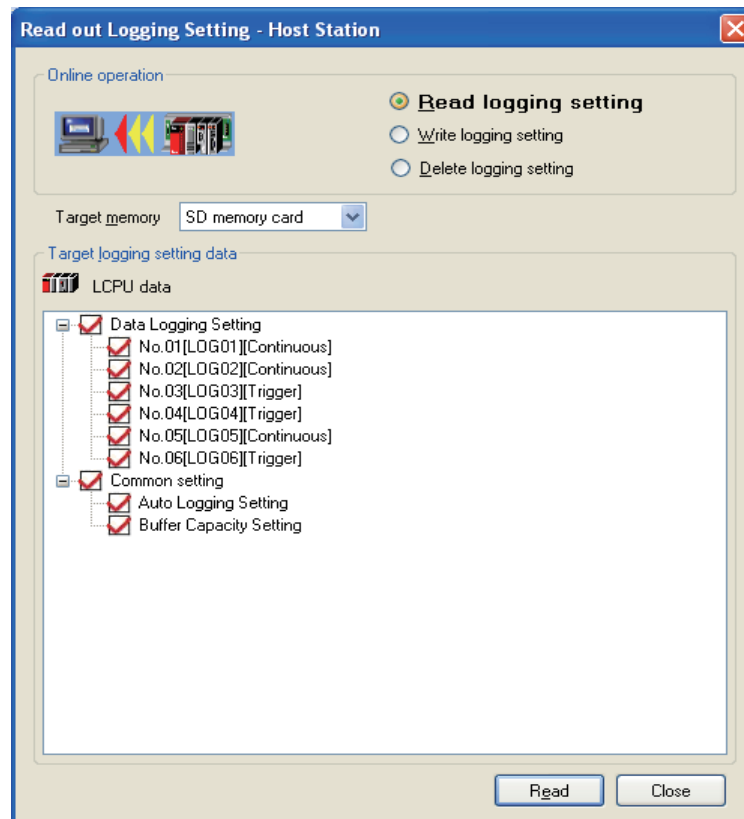 Read out Logging Setting - Host Station
Online operation
Read logging setting
Write logging setting
Delete logging setting
Target memory SD memory card
Target logging setting data
LCPU data
Data Logging Setting
No.01[LOG01][Continuous]
No.02[LOG02][Continuous]
No.03[LOG03][Trigger]
No.04[LOG04][Trigger]
No.05[LOG05][Continuous]
No.06[LOG06][Trigger]
Common setting
Auto Logging Setting
Buffer Capacity Setting
Read Close